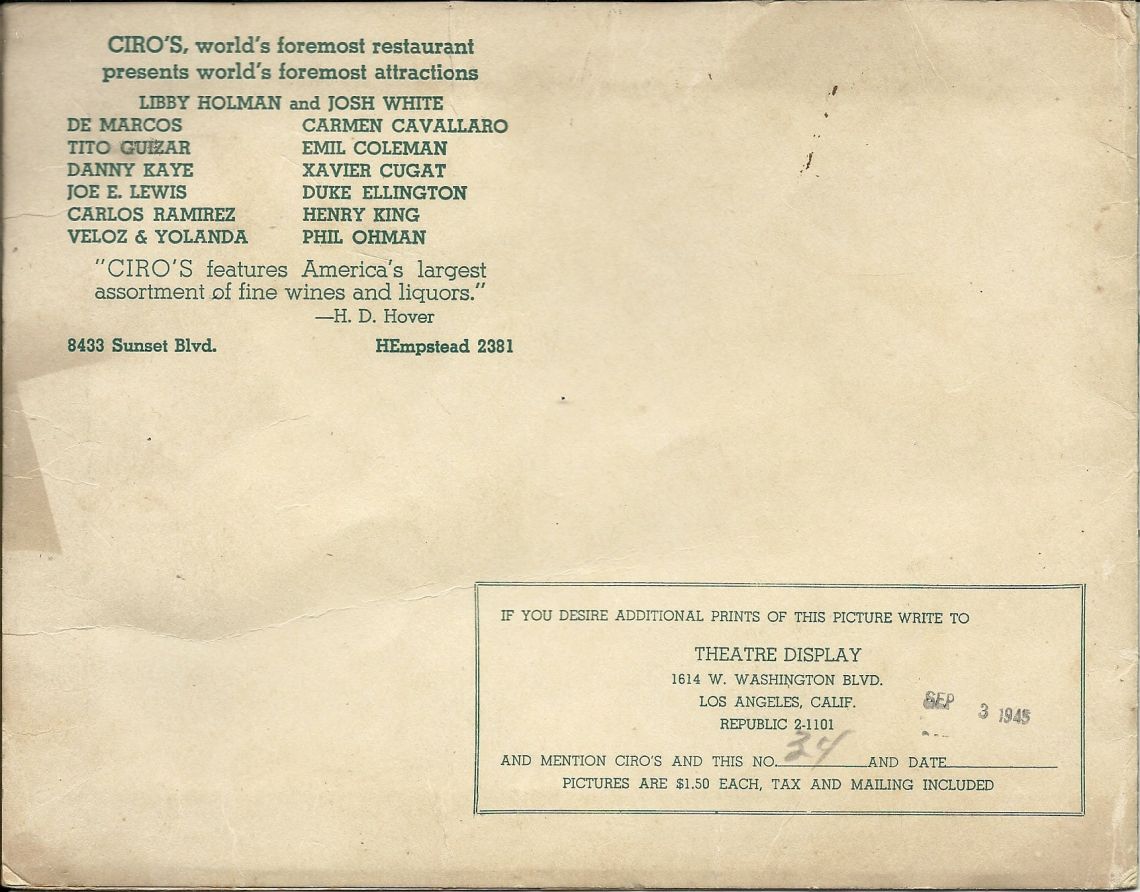 CIRO'S, world's foremost restaurant
presents world's foremost attractions
LIBBY HOLMAN and JOSH WHITE
DE MARCOS CARMEN CAVALLARO
TITO GUIZAR EMIL COLEMAN
DANNY KAYE XAVIER CUGAT
JOE E. LEWIS DUKE ELLINGTON
CARLOS RAMIREZ HENRY KING
VELOZ & YOLANDA PHIL OHMAN
"CIRO'S features America's largest
assortment of fine wines and liquors."
—H. D. Hover
8433 Sunset Blvd. HEmpstead 2381
IF YOU DESIRE ADDITIONAL PRINTS OF THIS PICTURE WRITE TO
THEATRE DISPLAY
1614 W. WASHINGTON BLVD.
LOS ANGELES, CALIF.
SEP 3 1945
REPUBLIC 2-1101
AND MENTION CIRO'S AND THIS NO. 34 AND DATE
PICTURES ARE $1.50 EACH, TAX AND MAILING INCLUDED